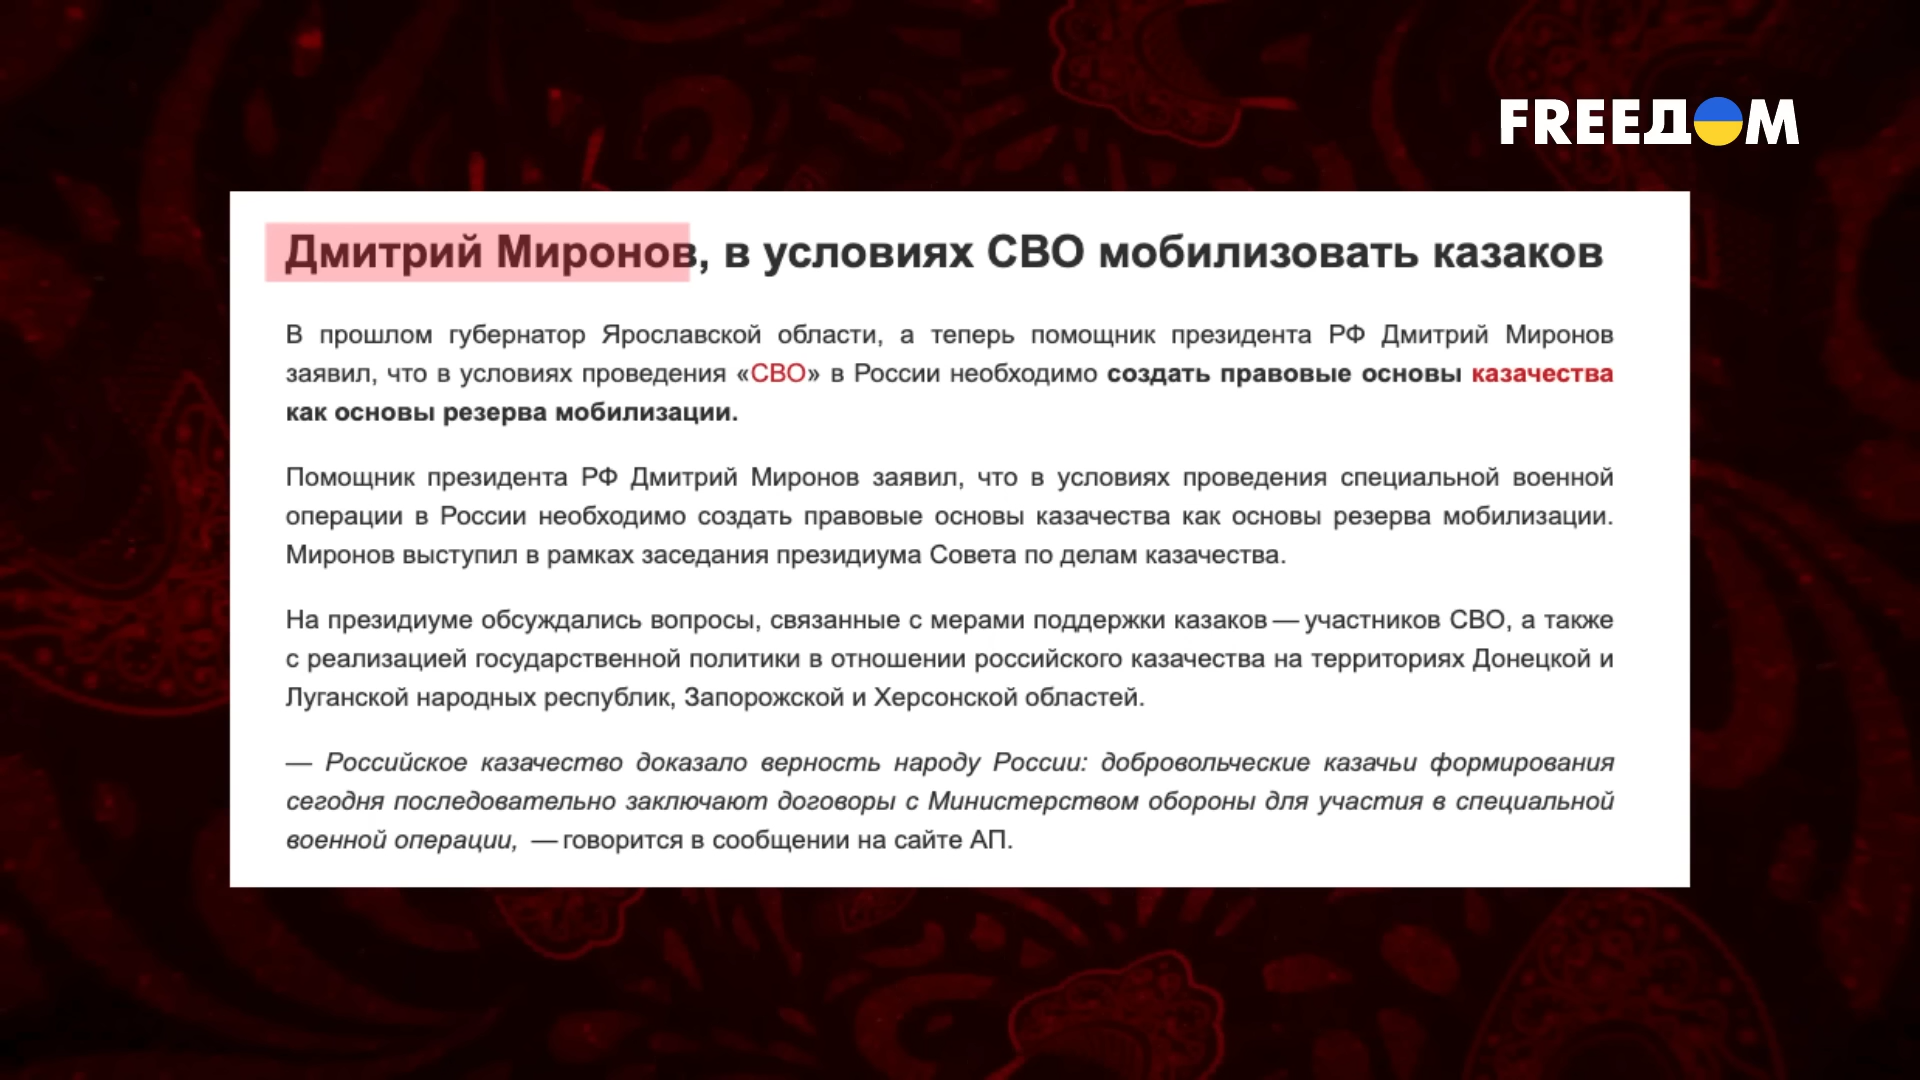 FREEДOM
Дмитрий Миронов, в условиях СВО мобилизовать казаков
В прошлом губернатор Ярославской области, а теперь помощник президента РФ Дмитрий Миронов
заявил, что в условиях проведения «СВО» в России необходимо создать правовые основы казачества
как основы резерва мобилизации.
Помощник президента РФ Дмитрий Миронов заявил, что в условиях проведения специальной военной
операции в России необходимо создать правовые основы казачества как основы резерва мобилизации.
Миронов выступил в рамках заседания президиума Совета по делам казачества.
На президиуме обсуждались вопросы, связанные с мерами поддержки казаков — участников СВО, а также
с реализацией государственной политики в отношении российского казачества на территориях Донецкой и
Луганской народных республик, Запорожской и Херсонской областей.
— Российское казачество доказало верность народу России: добровольческие казачьи формирования
сегодня последовательно заключают договоры с Министерством обороны для участия в специальной
военной операции, — говорится в сообщении на сайте АП.